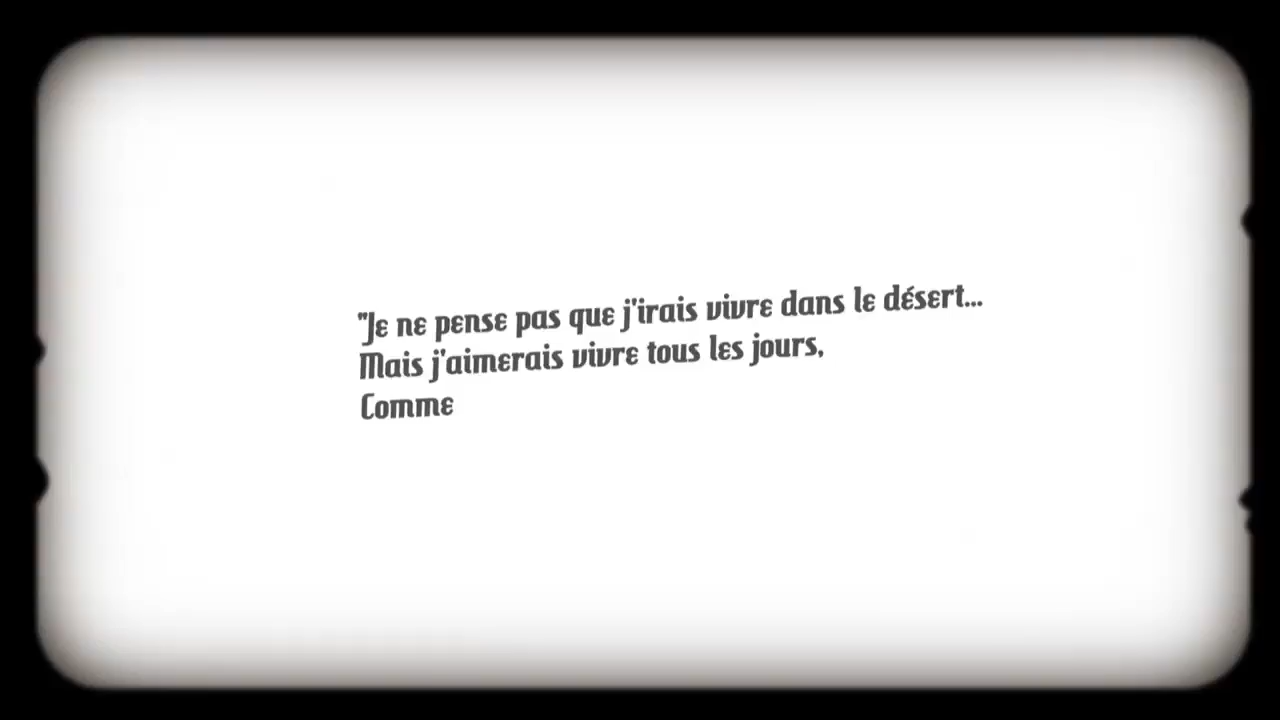 "Je ne pense pas que j'irais vivre dans le désert...
Mais j'aimerais vivre tous les jours,
Comme